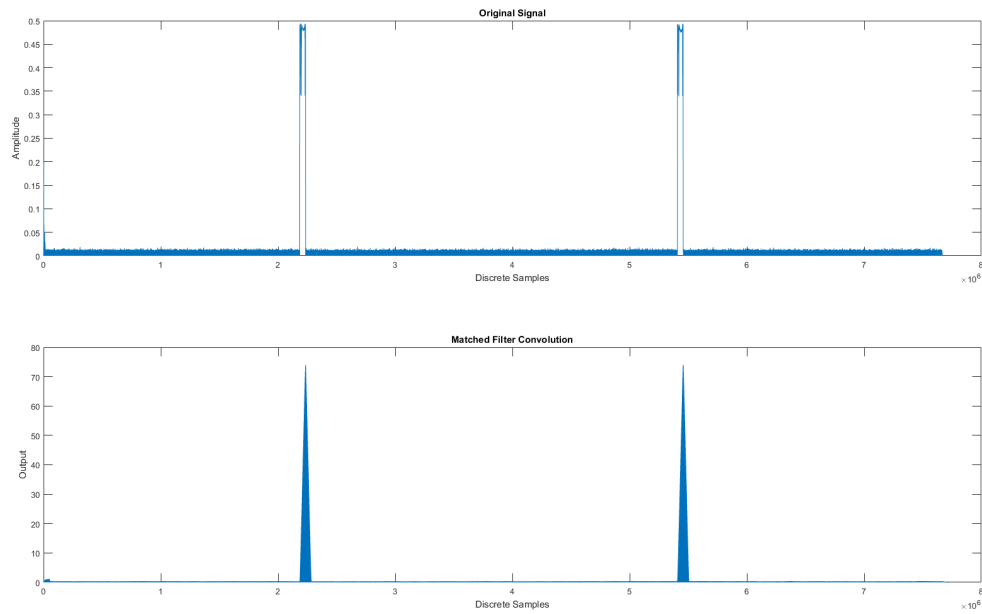 Original Signal
0.5
0.45
0.4
0.35
0.3
0.25
0.2
0.15
0.1
0.05
0
Amplitude
0 1 2 3 4 5 6 7 8
Discrete Samples
×10⁶
Matched Filter Convolution
80
70
60
50
40
30
20
10
0
Output
0 1 2 3 4 5 6 7 8
Discrete Samples
×10⁶